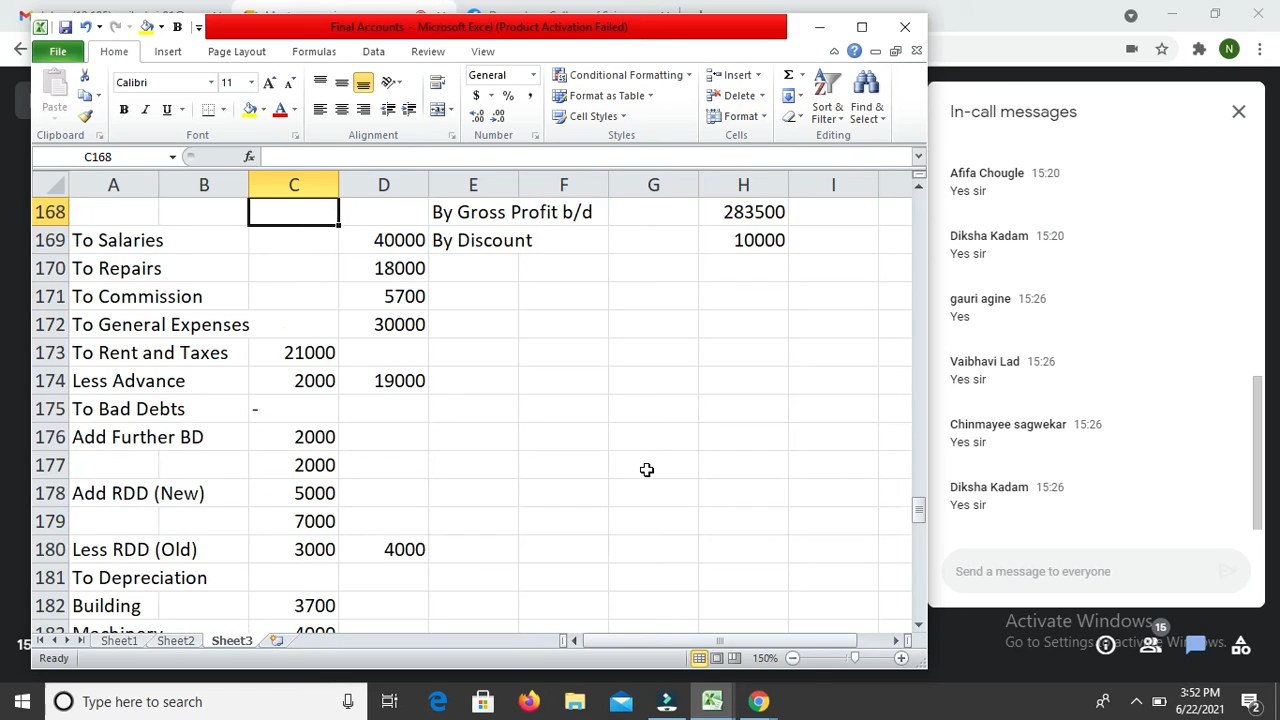 Final Accounts - Microsoft Excel (Product Activation Failed)
File Home Insert Page Layout Formulas Data Review View
Paste
Calibri 11
General
Conditional Formatting
Format as Table
Cell Styles
Insert
Delete
Format
Sort & Filter
Find & Select
Clipboard Font Alignment Number Styles Cells Editing
C168 fx
A B C D E F G H I
168 By Gross Profit b/d 283500
169 To Salaries 40000 By Discount 10000
170 To Repairs 18000
171 To Commission 5700
172 To General Expenses 30000
173 To Rent and Taxes 21000
174 Less Advance 2000 19000
175 To Bad Debts -
176 Add Further BD 2000
177 2000
178 Add RDD (New) 5000
179 7000
180 Less RDD (Old) 3000 4000
181 To Depreciation
182 Building 3700
Sheet1 Sheet2 Sheet3
Ready 150%
N
In-call messages
Afifa Chougle 15:20
Yes sir
Diksha Kadam 15:20
Yes sir
gauri agine 15:26
Yes
Vaibhavi Lad 15:26
Yes sir
Chinmayee sagwekar 15:26
Yes sir
Diksha Kadam 15:26
Yes sir
Send a message to everyone
Activate Windows
Go to Settings to activate Windows.
15
15
Type here to search
3:52 PM
6/22/2021
2